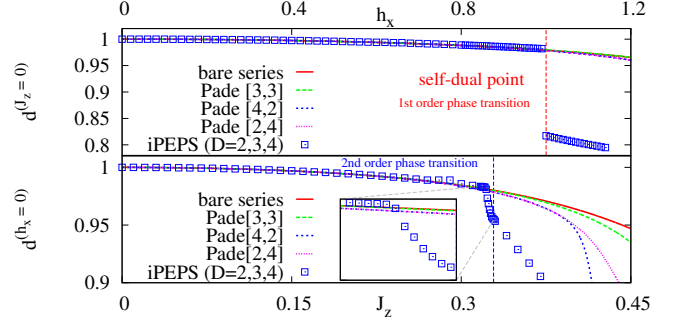 0 0.4 h_x 0.8 1.2
1
0.95
0.9
0.85
0.8
d^(J_z = 0)
bare series
Pade [3,3]
Pade [4,2]
Pade [2,4]
iPEPS (D=2,3,4)
self-dual point
1st order phase transition
1
0.95
0.9
d^(h_x = 0)
2nd order phase transition
bare series
Pade[3,3]
Pade[4,2]
Pade[2,4]
iPEPS (D=2,3,4)
0 0.15 0.3 0.45
J_z